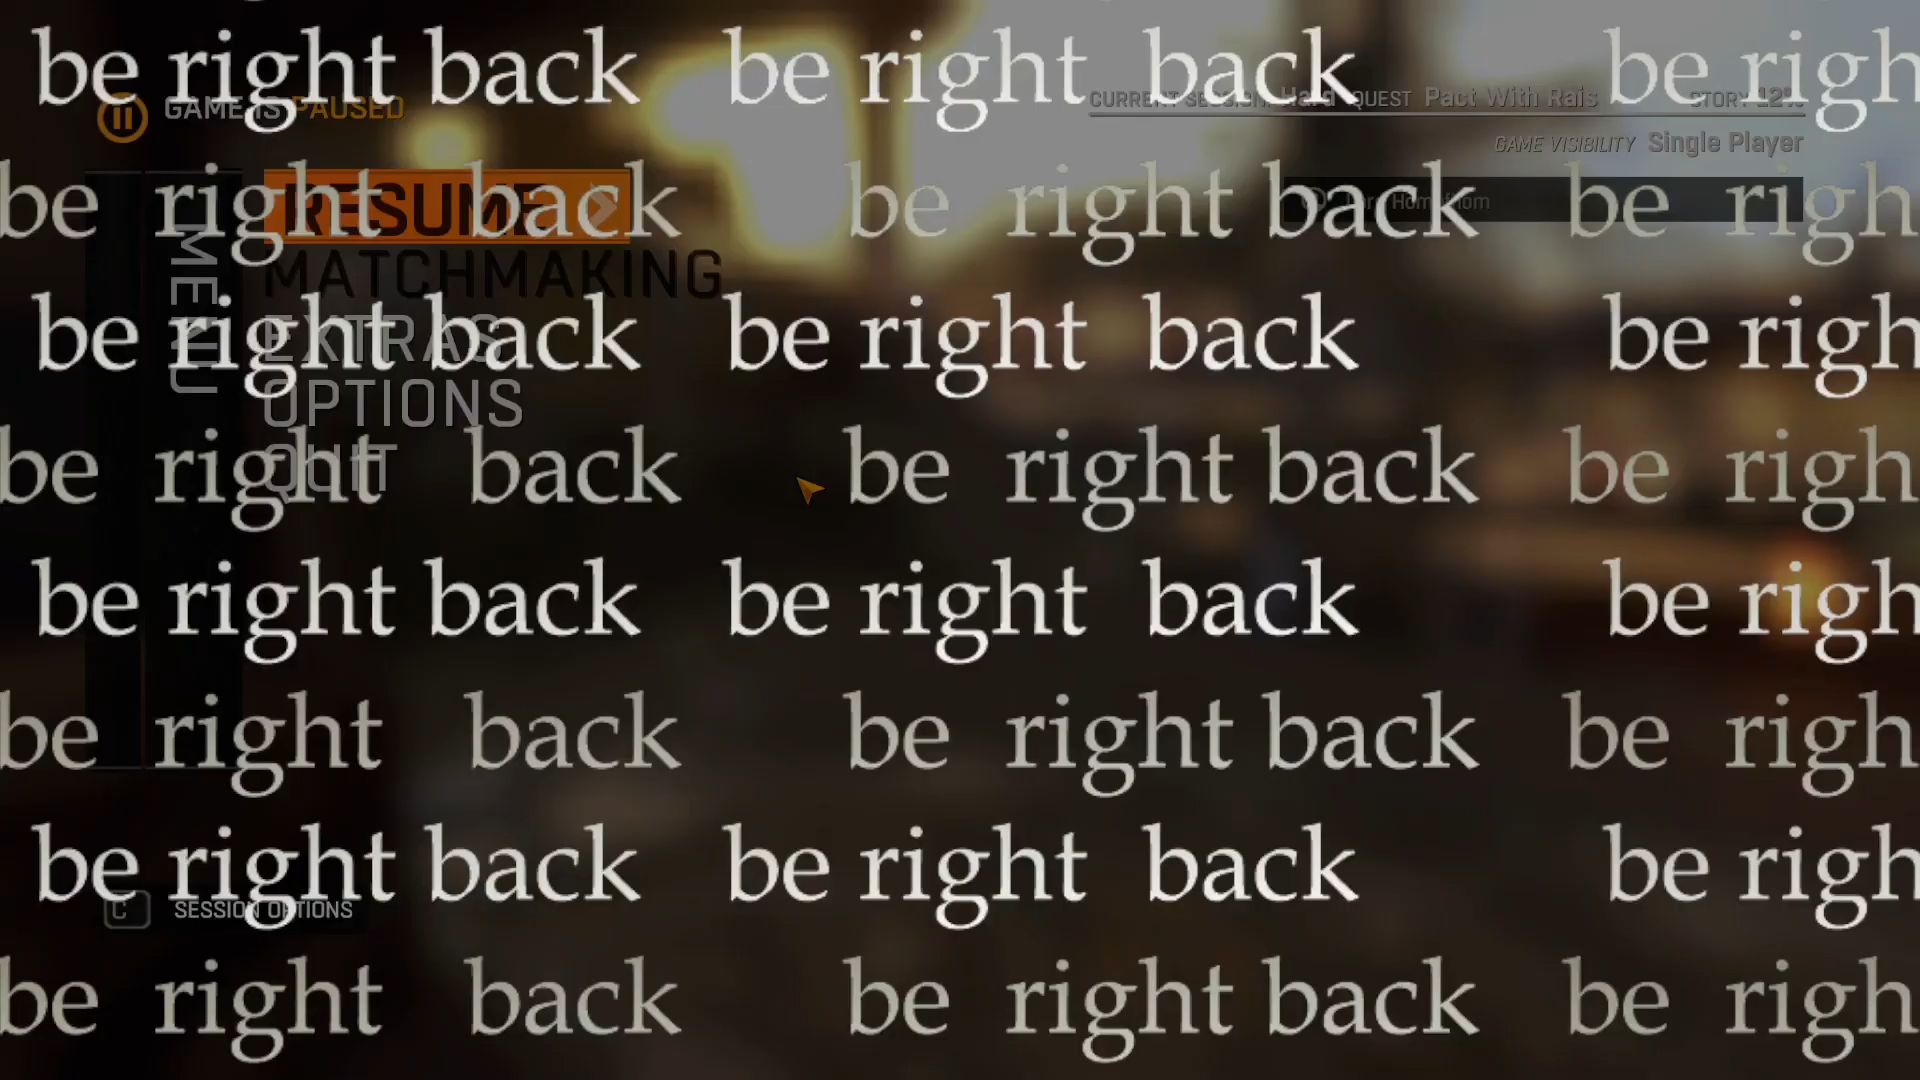 be right back be right back be righ
GAME IS PAUSED
CURRENT SESSION: Hard QUEST Pact With Rais STORY 12%
GAME VISIBILITY Single Player
be right back be right back be righ
RESUME
MENU
MATCHMAKING
be right back be right back be righ
EXTRAS
OPTIONS
be right back be right back be righ
QUIT
be right back be right back be righ
be right back be right back be righ
be right back be right back be righ
C SESSION OPTIONS
be right back be right back be righ